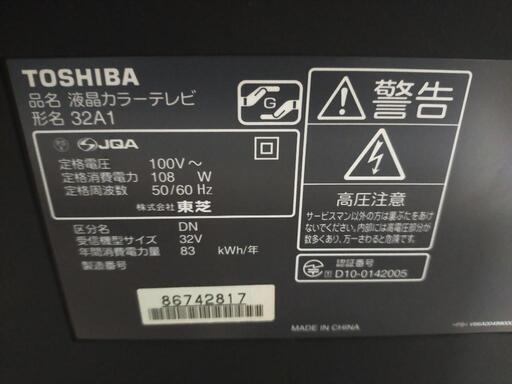 TOSHIBA
品名 液晶カラーテレビ
形名 32A1
G
JQA
定格電圧 100V～
定格消費電力 108 W
定格周波数 50/60 Hz
株式会社 東芝
区分名 DN
受信機型サイズ 32V
年間消費電力量 83 kWh/年
製造番号
86742817
警告
高圧注意
サービスマン以外の方は裏ぶたをあけ
ないでください。内部には高電圧部分が
数多くあり、万一さわると危険です。
認証番号
D10-0142005
MADE IN CHINA